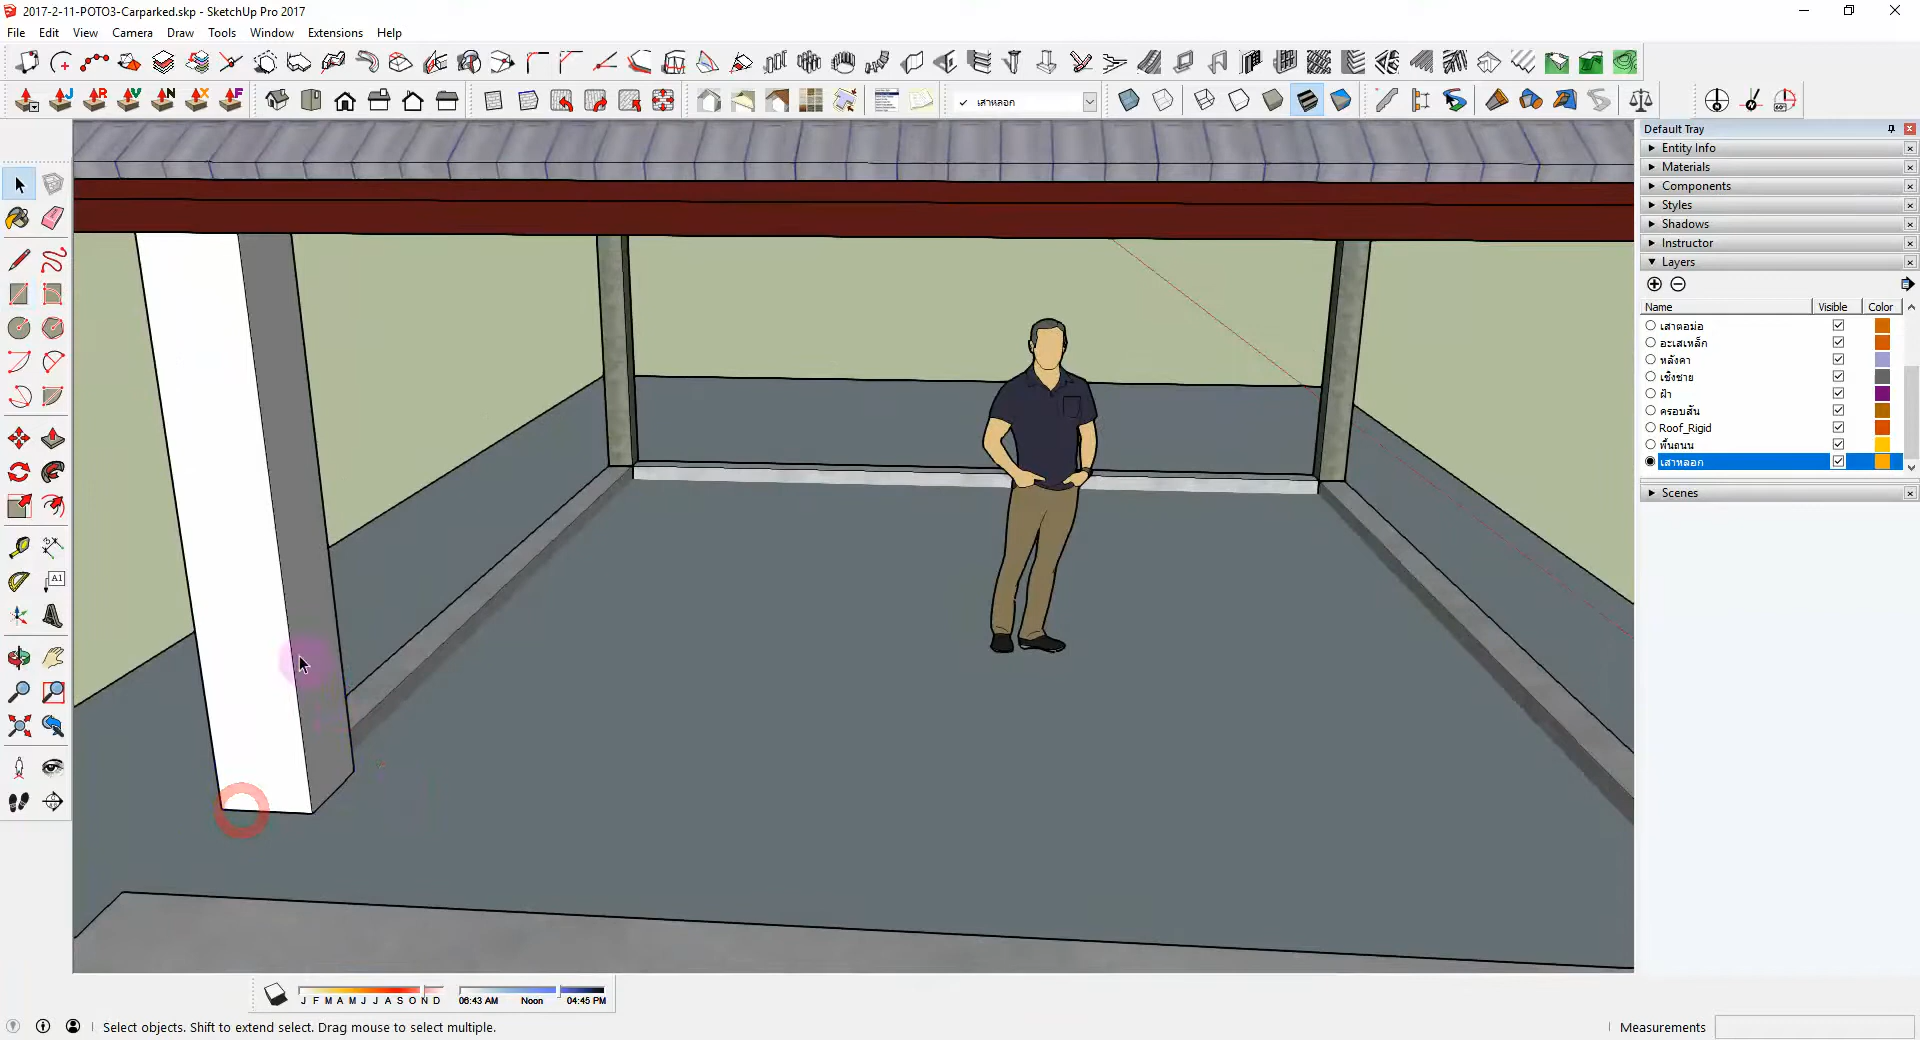 2017-2-11-POTO3-Carparked.skp - SketchUp Pro 2017
File Edit View Camera Draw Tools Window Extensions Help
J R V N X F
✓ เสาหลอก
Default Tray
Entity Info
Materials
Components
Styles
Shadows
Instructor
Layers
Name Visible Color
เสาตอม่อ
อะเสเหล็ก
หลังคา
เชิงชาย
ฝ้า
ครอบสัน
Roof_Rigid
พื้นถนน
เสาหลอก
Scenes
A1
J F M A M J J A S O N D 06:43 AM Noon 04:45 PM
Select objects. Shift to extend select. Drag mouse to select multiple. Measurements